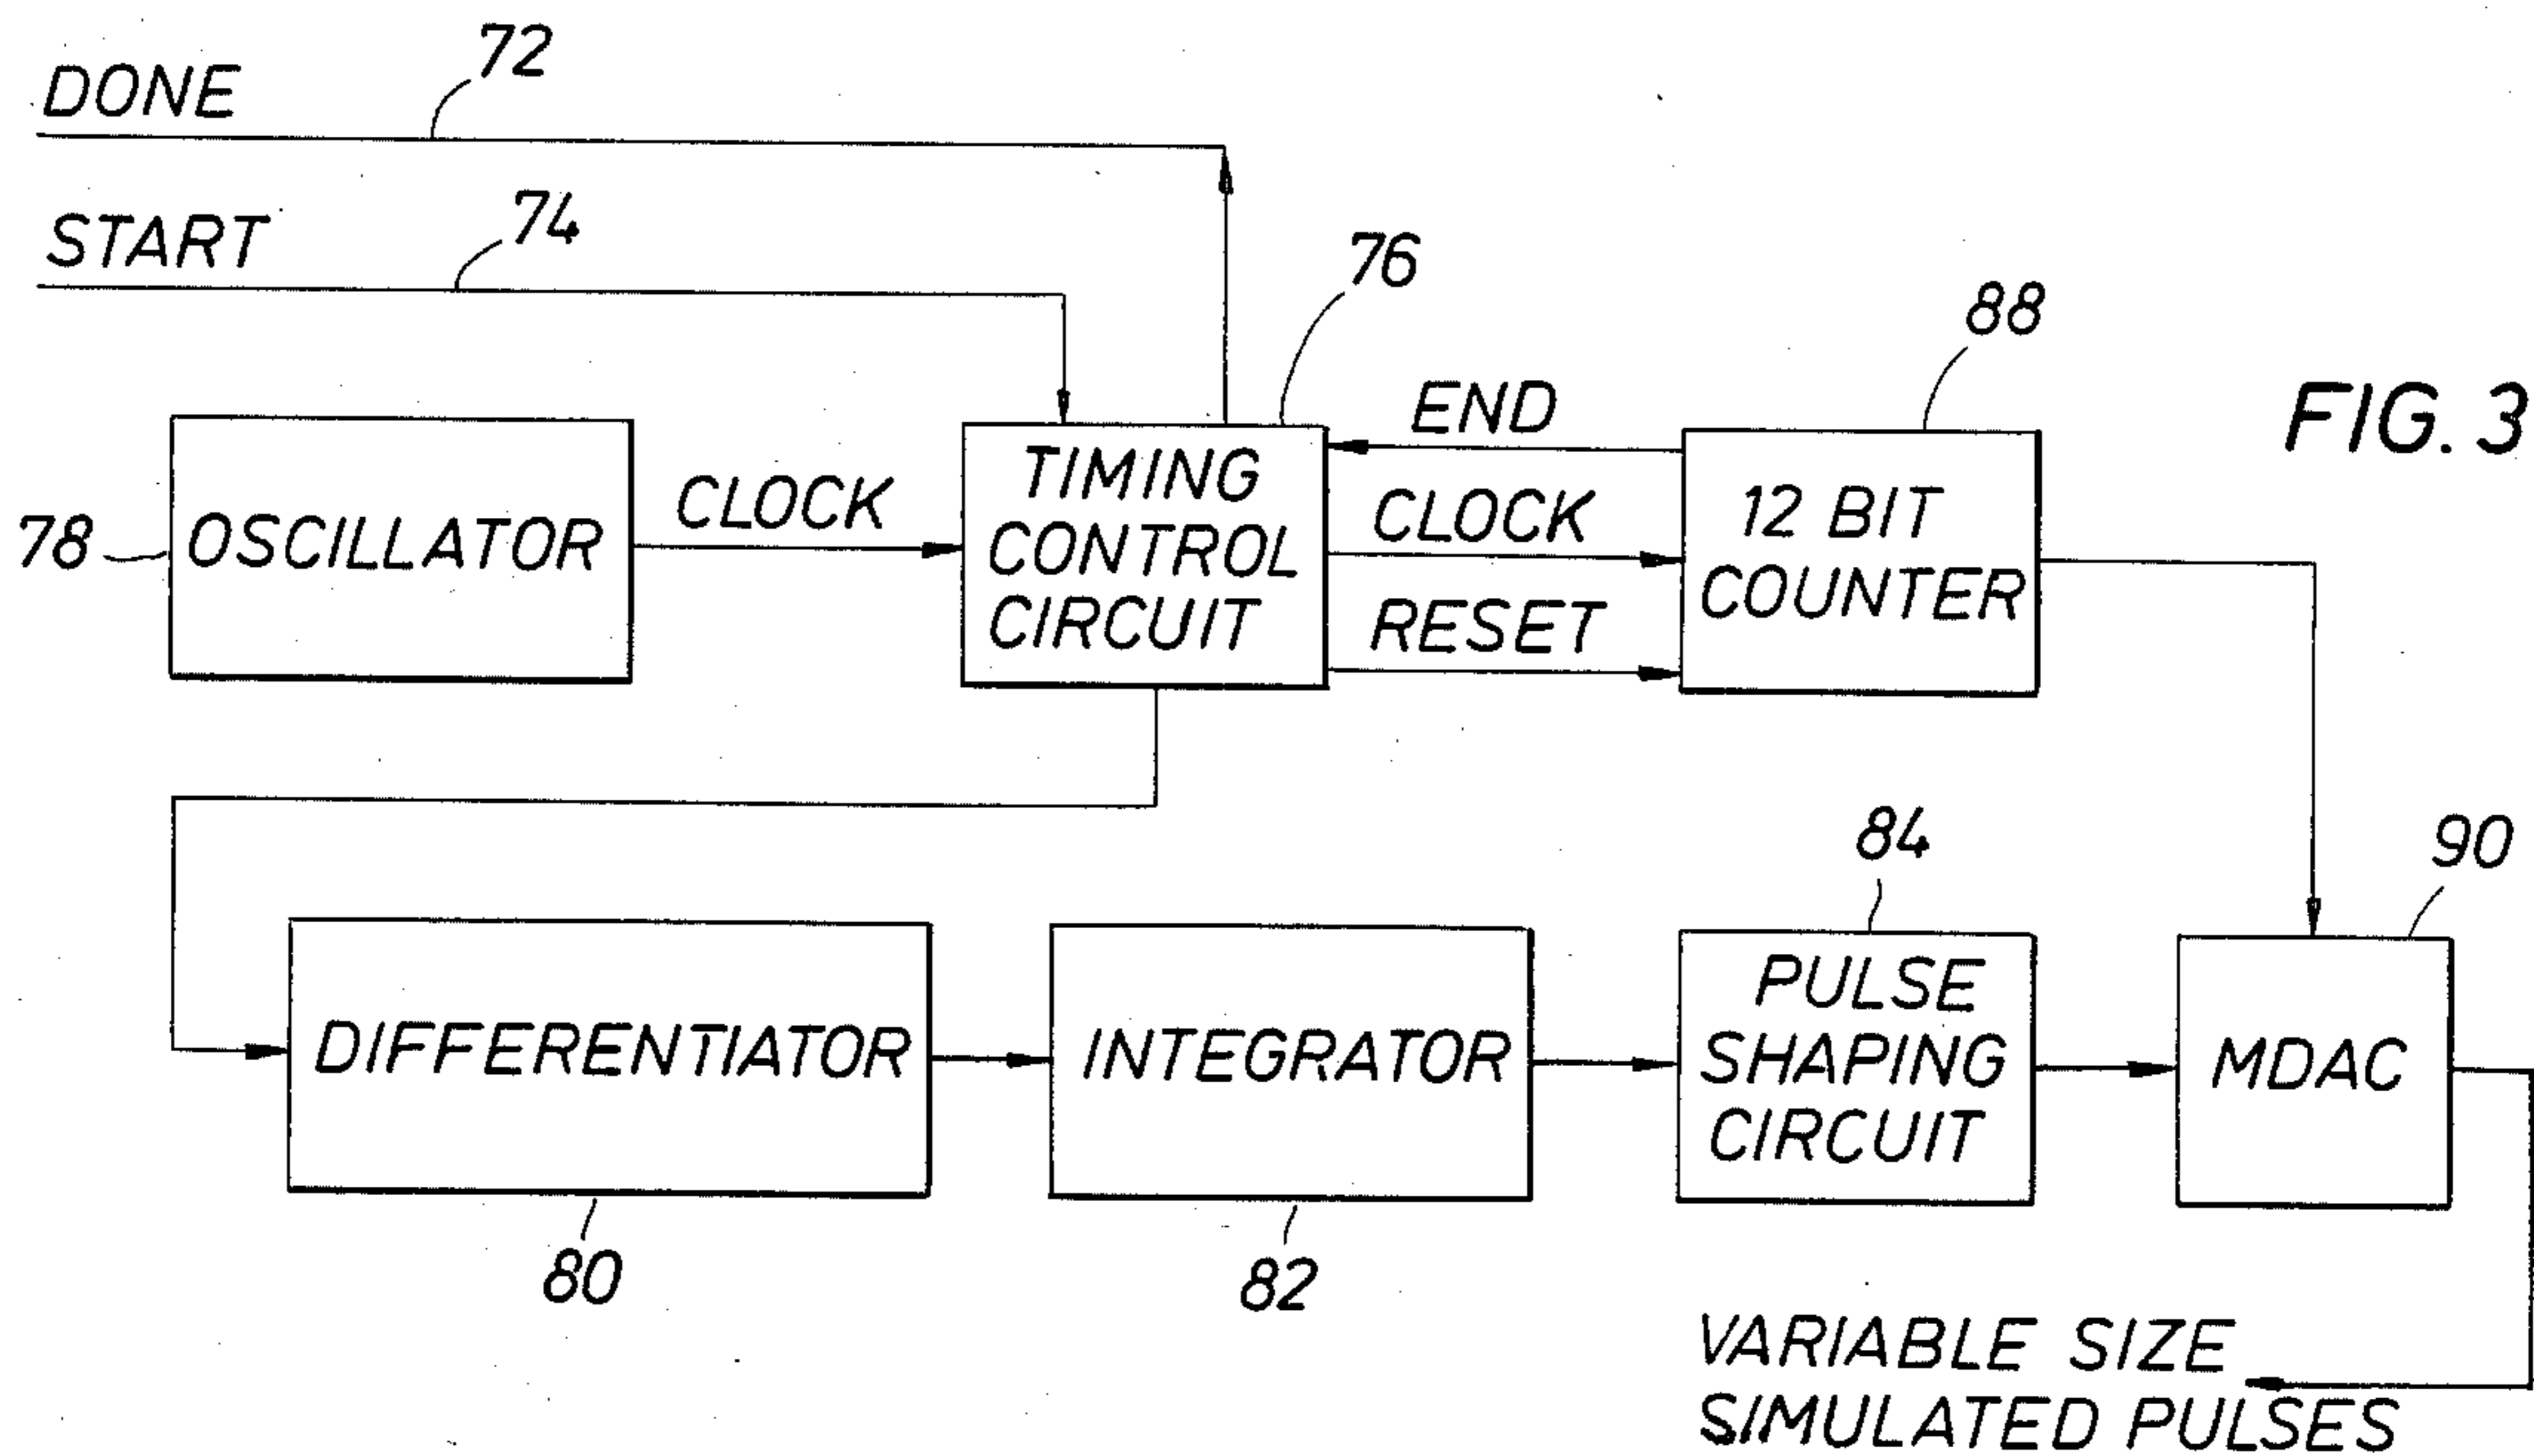 72
DONE
74
START
76
88
END
FIG. 3
78
OSCILLATOR
CLOCK
TIMING
CONTROL
CIRCUIT
CLOCK
RESET
12 BIT
COUNTER
84
90
DIFFERENTIATOR
INTEGRATOR
PULSE
SHAPING
CIRCUIT
MDAC
80
82
VARIABLE SIZE
SIMULATED PULSES